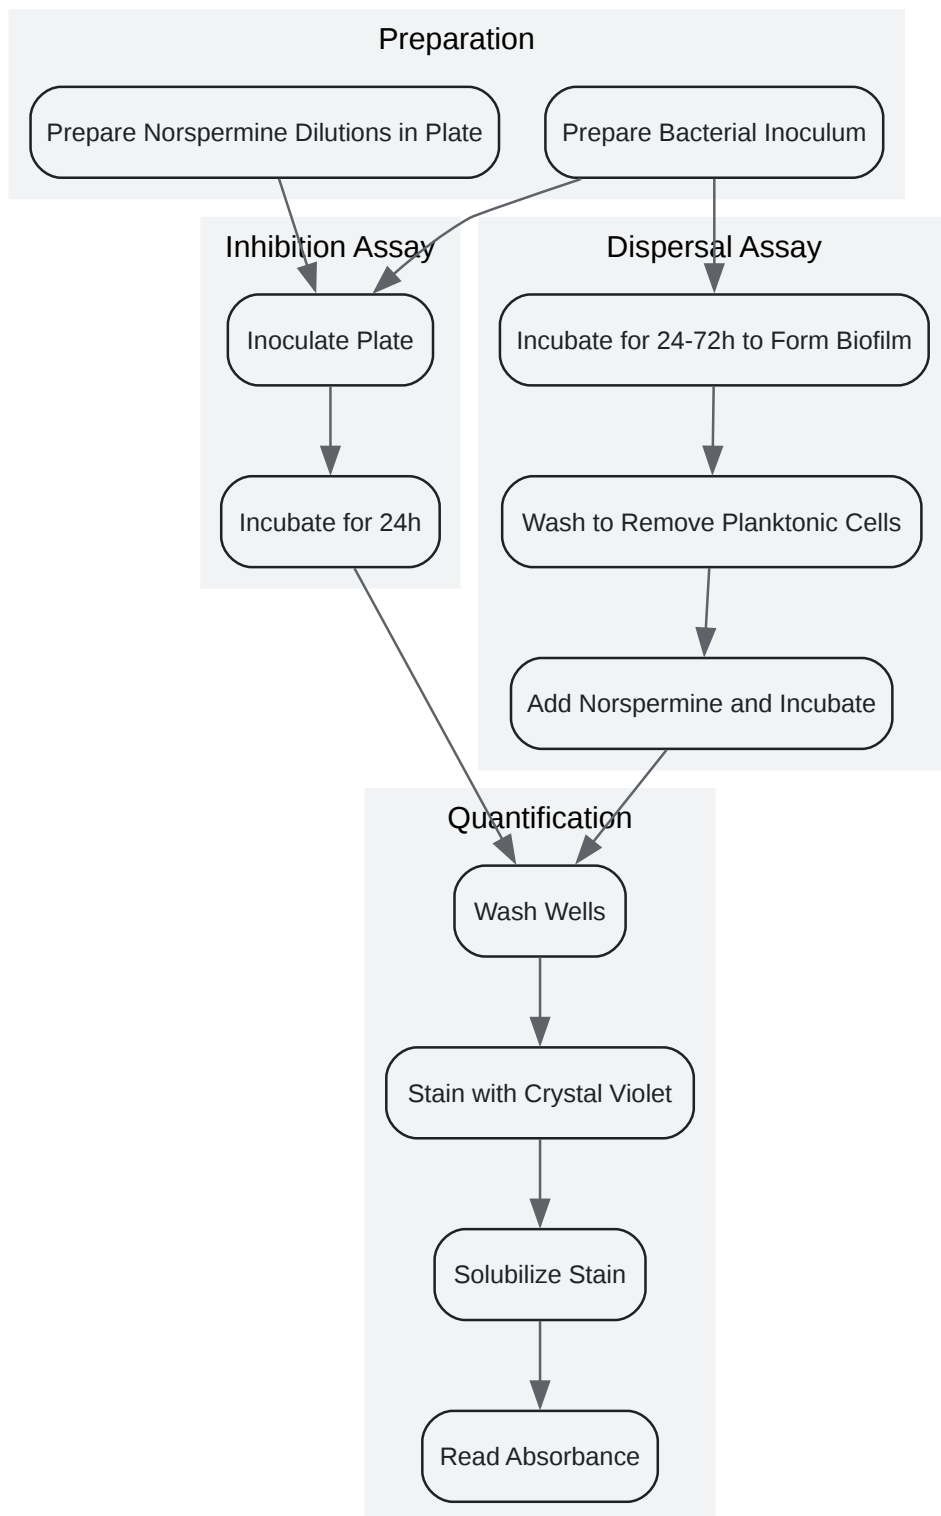 Preparation
Prepare Norspermine Dilutions in Plate
Prepare Bacterial Inoculum
Inhibition Assay
Inoculate Plate
Incubate for 24h
Dispersal Assay
Incubate for 24-72h to Form Biofilm
Wash to Remove Planktonic Cells
Add Norspermine and Incubate
Quantification
Wash Wells
Stain with Crystal Violet
Solubilize Stain
Read Absorbance